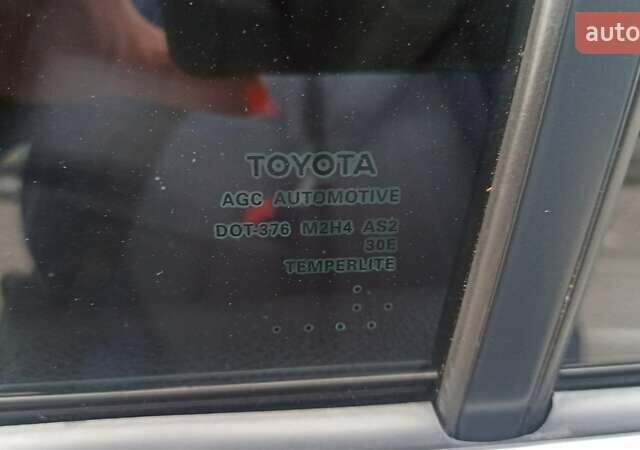 auto
TOYOTA
AGC AUTOMOTIVE
DOT-376 M2H4 AS2
30E
TEMPERLITE